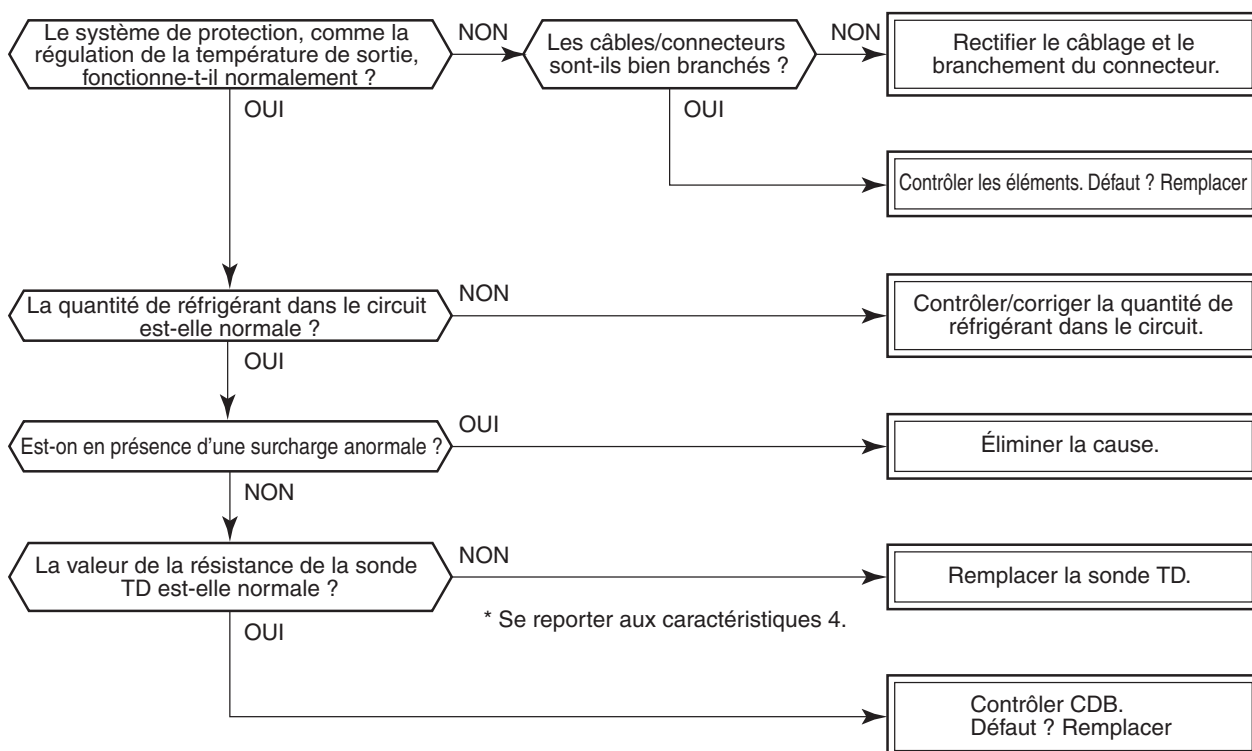 Le système de protection, comme la
régulation de la température de sortie,
fonctionne-t-il normalement ?
NON
Les câbles/connecteurs
sont-ils bien branchés ?
NON
Rectifier le câblage et le
branchement du connecteur.
OUI
OUI
Contrôler les éléments. Défaut ? Remplacer
La quantité de réfrigérant dans le circuit
est-elle normale ?
NON
Contrôler/corriger la quantité de
réfrigérant dans le circuit.
OUI
Est-on en présence d'une surcharge anormale ?
OUI
Éliminer la cause.
NON
La valeur de la résistance de la sonde
TD est-elle normale ?
NON
Remplacer la sonde TD.
* Se reporter aux caractéristiques 4.
OUI
Contrôler CDB.
Défaut ? Remplacer